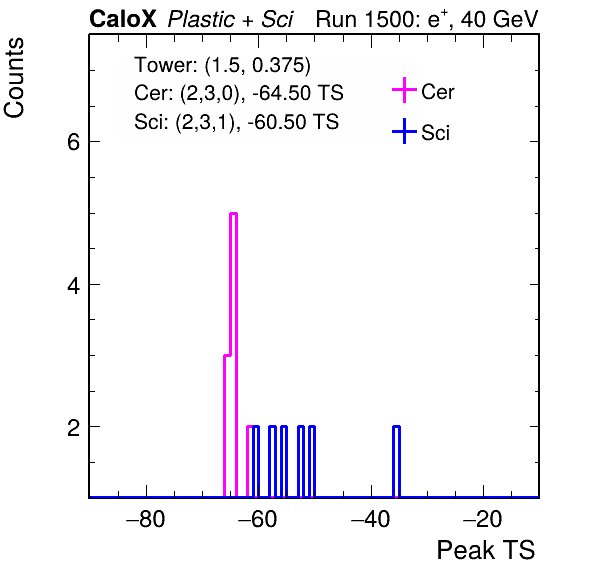 CaloX Plastic + Sci Run 1500: e⁺, 40 GeV
Counts
Tower: (1.5, 0.375)
Cer: (2,3,0), -64.50 TS
Sci: (2,3,1), -60.50 TS
Cer
Sci
6
4
2
−80 −60 −40 −20
Peak TS